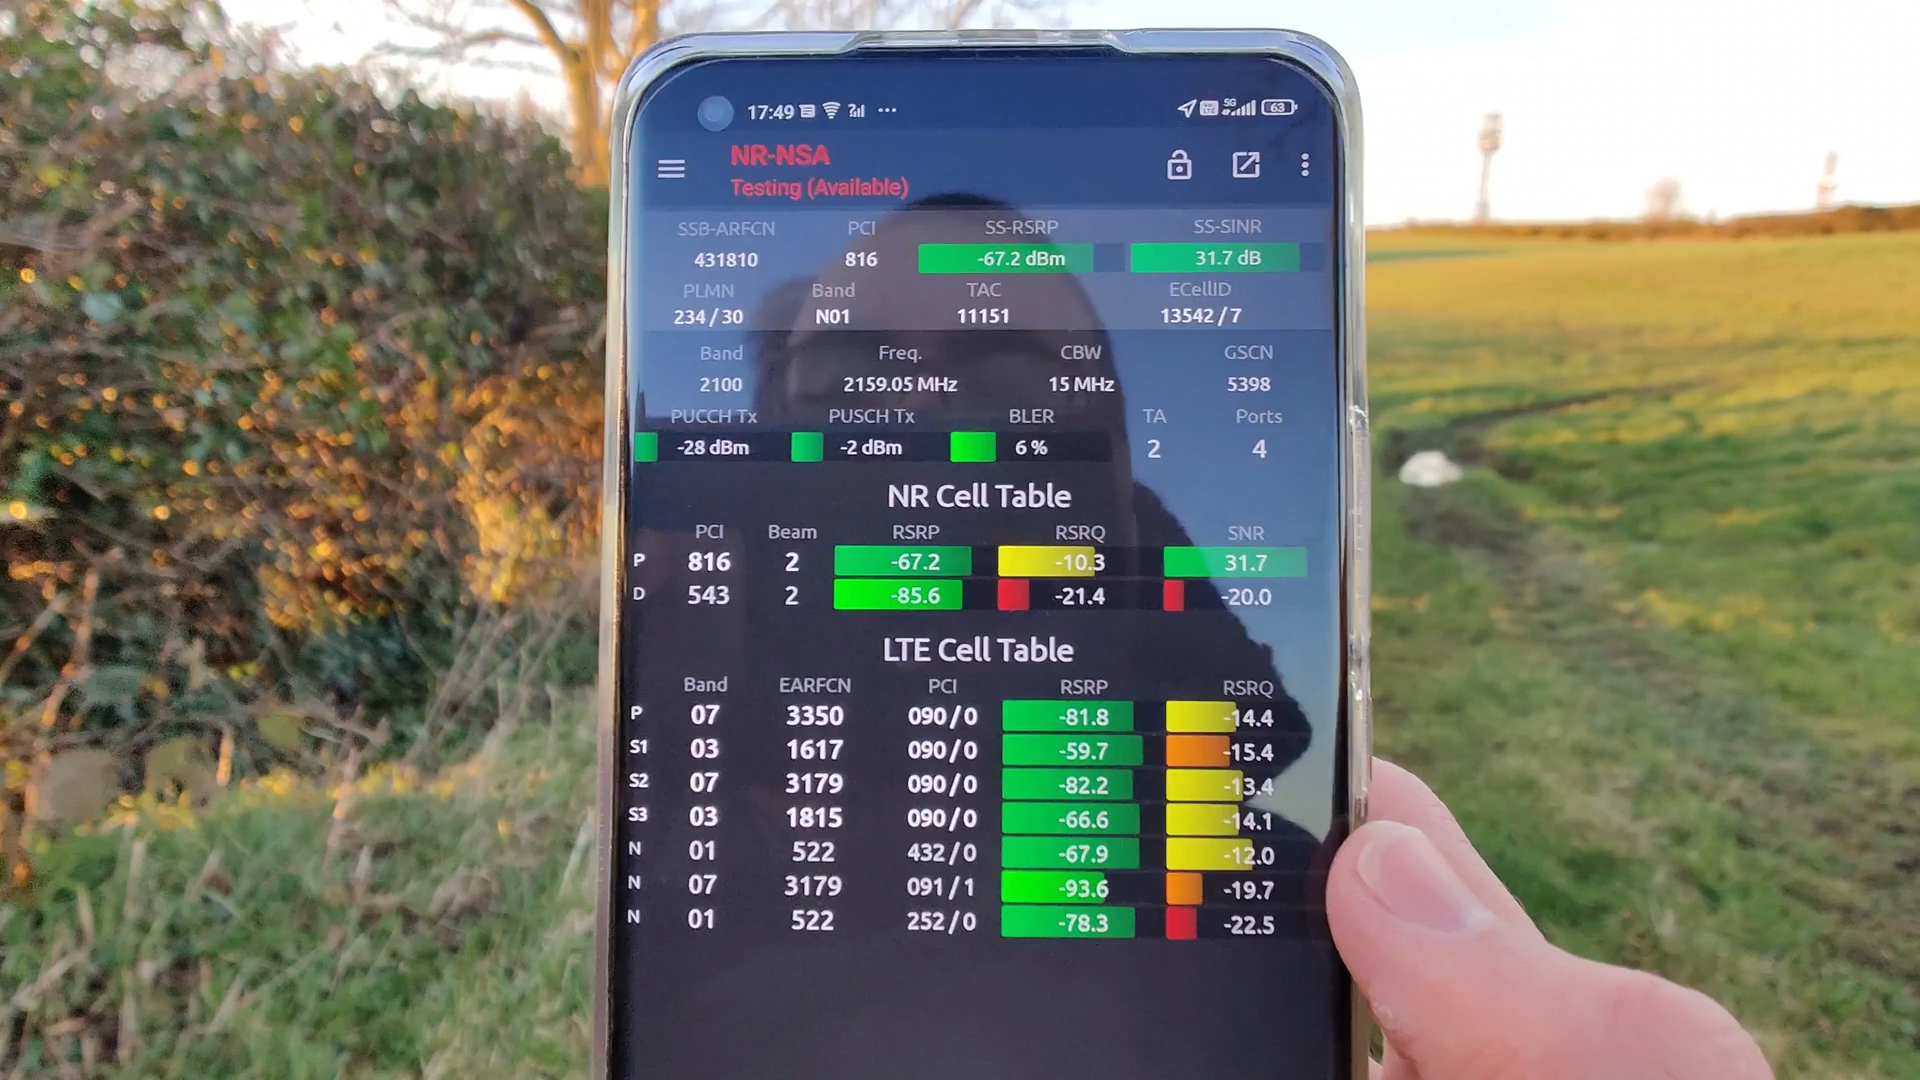 17:49 ··· 5G 63
NR-NSA
Testing (Available)
SSB-ARFCN PCI SS-RSRP SS-SINR
431810 816 -67.2 dBm 31.7 dB
PLMN Band TAC ECellID
234 / 30 N01 11151 13542 / 7
Band Freq. CBW GSCN
2100 2159.05 MHz 15 MHz 5398
PUCCH Tx PUSCH Tx BLER TA Ports
-28 dBm -2 dBm 6 % 2 4
NR Cell Table
PCI Beam RSRP RSRQ SNR
P 816 2 -67.2 -10.3 31.7
D 543 2 -85.6 -21.4 -20.0
LTE Cell Table
Band EARFCN PCI RSRP RSRQ
P 07 3350 090 / 0 -81.8 -14.4
S1 03 1617 090 / 0 -59.7 -15.4
S2 07 3179 090 / 0 -82.2 -13.4
S3 03 1815 090 / 0 -66.6 -14.1
N 01 522 432 / 0 -67.9 -12.0
N 07 3179 091 / 1 -93.6 -19.7
N 01 522 252 / 0 -78.3 -22.5